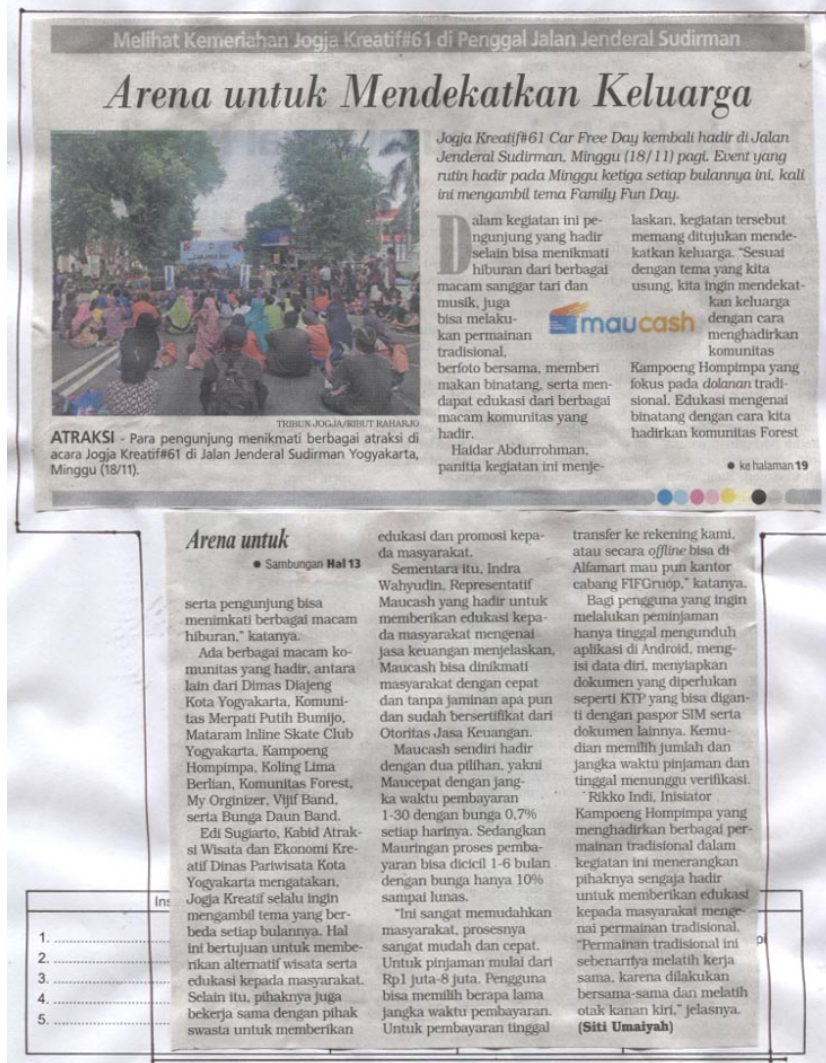 Melihat Kemeriahan Jogja Kreatif#61 di Penggal Jalan Jenderal Sudirman
Arena untuk Mendekatkan Keluarga
TRIBUN JOGJA/RIBUT RAHARJO
ATRAKSI - Para pengunjung menikmati berbagai atraksi di
acara Jogja Kreatif#61 di Jalan Jenderal Sudirman Yogyakarta,
Minggu (18/11).
Jogja Kreatif#61 Car Free Day kembali hadir di Jalan
Jenderal Sudirman, Minggu (18/11) pagi. Event yang
rutin hadir pada Minggu ketiga setiap bulannya ini, kali
ini mengambil tema Family Fun Day.
Dalam kegiatan ini pe-
ngunjung yang hadir
selain bisa menikmati
hiburan dari berbagai
macam sanggar tari dan
musik, juga
bisa melaku-
kan permainan
tradisional,
berfoto bersama, memberi
makan binatang, serta men-
dapat edukasi dari berbagai
macam komunitas yang
hadir.
Haidar Abdurrohman,
panitia kegiatan ini menje-
maucash
laskan, kegiatan tersebut
memang ditujukan mende-
katkan keluarga. "Sesuai
dengan tema yang kita
usung, kita ingin mendekat-
kan keluarga
dengan cara
menghadirkan
komunitas
Kampoeng Hompimpa yang
fokus pada dolanan tradi-
sional. Edukasi mengenai
binatang dengan cara kita
hadirkan komunitas Forest
● ke halaman 19
Arena untuk
● Sambungan Hal 13
serta pengunjung bisa
menimkati berbagai macam
hiburan," katanya.
Ada berbagai macam ko-
munitas yang hadir, antara
lain dari Dimas Diajeng
Kota Yogyakarta, Komuni-
tas Merpati Putih Bumijo,
Mataram Inline Skate Club
Yogyakarta, Kampoeng
Hompimpa, Koling Lima
Berlian, Komunitas Forest,
My Orginizer, Vijif Band,
serta Bunga Daun Band.
Edi Sugiarto, Kabid Atrak-
si Wisata dan Ekonomi Kre-
atif Dinas Pariwisata Kota
Yogyakarta mengatakan,
Jogja Kreatif selalu ingin
mengambil tema yang ber-
beda setiap bulannya. Hal
ini bertujuan untuk membe-
rikan alternatif wisata serta
edukasi kepada masyarakat.
Selain itu, pihaknya juga
bekerja sama dengan pihak
swasta untuk memberikan
edukasi dan promosi kepa-
da masyarakat.
Sementara itu, Indra
Wahyudin, Representatif
Maucash yang hadir untuk
memberikan edukasi kepa-
da masyarakat mengenai
jasa keuangan menjelaskan,
Maucash bisa dinikmati
masyarakat dengan cepat
dan tanpa jaminan apa pun
dan sudah bersertifikat dari
Otoritas Jasa Keuangan.
Maucash sendiri hadir
dengan dua pilihan, yakni
Maucepat dengan jang-
ka waktu pembayaran
1-30 dengan bunga 0,7%
setiap harinya. Sedangkan
Mauringan proses pemba-
yaran bisa dicicil 1-6 bulan
dengan bunga hanya 10%
sampai lunas.
"Ini sangat memudahkan
masyarakat, prosesnya
sangat mudah dan cepat.
Untuk pinjaman mulai dari
Rp1 juta-8 juta. Pengguna
bisa memilih berapa lama
jangka waktu pembayaran.
Untuk pembayaran tinggal
transfer ke rekening kami,
atau secara offline bisa di
Alfamart mau pun kantor
cabang FIFGruop," katanya.
Bagi pengguna yang ingin
melalukan peminjaman
hanya tinggal mengunduh
aplikasi di Android, meng-
isi data diri, menyiapkan
dokumen yang diperlukan
seperti KTP yang bisa digan-
ti dengan paspor SIM serta
dokumen lainnya. Kemu-
dian memilih jumlah dan
jangka waktu pinjaman dan
tinggal menunggu verifikasi.
Rikko Indi, Inisiator
Kampoeng Hompimpa yang
menghadirkan berbagai per-
mainan tradisional dalam
kegiatan ini menerangkan
pihaknya sengaja hadir
untuk memberikan edukasi
kepada masyarakat menge-
nai permainan tradisional.
"Permainan tradisional ini
sebenarnya melatih kerja
sama, karena dilakukan
bersama-sama dan melatih
otak kanan kiri," jelasnya.
(Siti Umaiyah)
Ins
1.
2.
3.
4.
5.